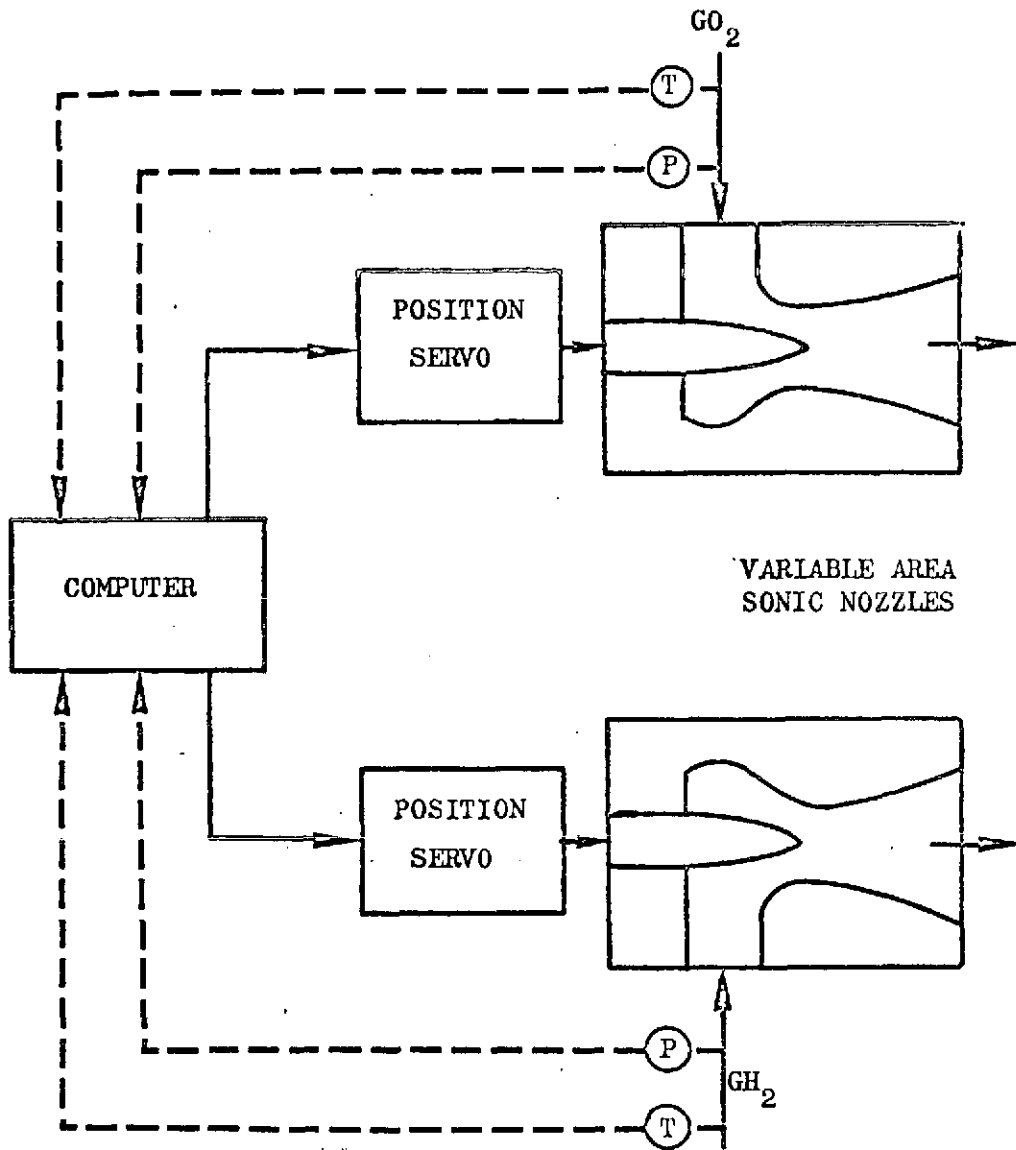 GO2
T
P
POSITION
SERVO
COMPUTER
VARIABLE AREA
SONIC NOZZLES
POSITION
SERVO
P
GH2
T